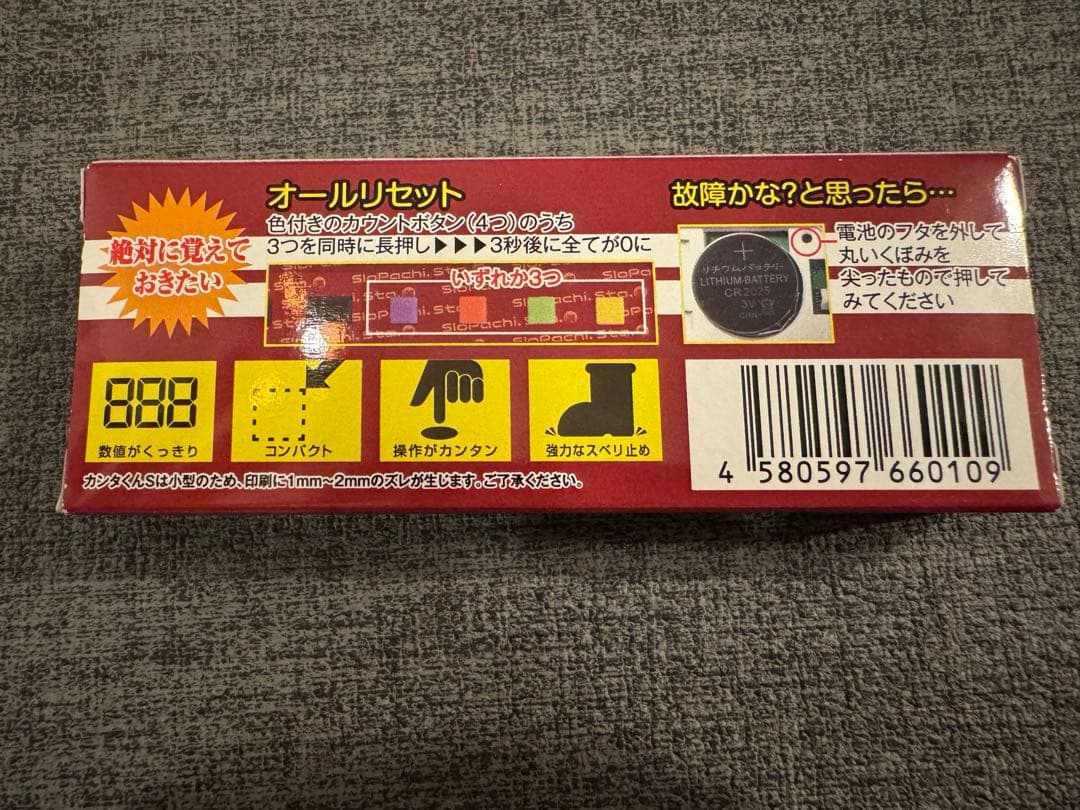 絶対に覚えて
おきたい
オールリセット
色付きのカウントボタン(4つ)のうち
3つを同時に長押し▶▶▶3秒後に全てが0に
SloPachi.
Sta.
いずれか3つ
故障かな?と思ったら…
電池のフタを外して
丸いくぼみを
尖ったもので押して
みてください
+
リチウムバッテリー
LITHIUM BATTERY
CR2025
3V
888
数値がくっきり
コンパクト
操作がカンタン
強力なスベリ止め
カンタくんSは小型のため、印刷に1mm〜2mmのズレが生じます。ご了承ください。
4 580597 660109